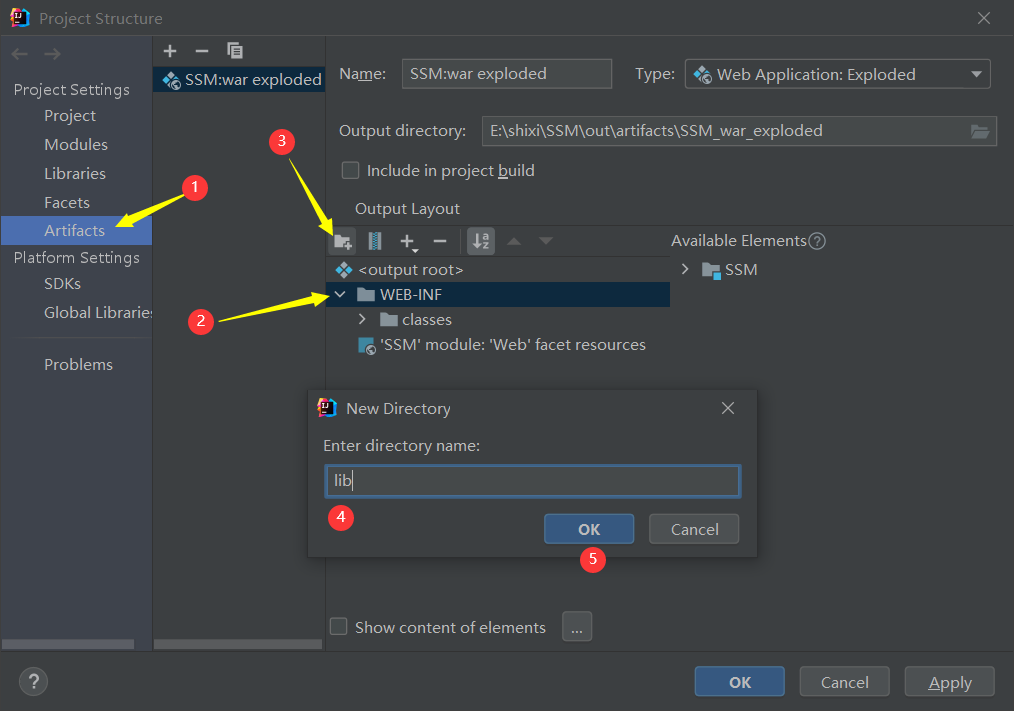 Project Structure
Project Settings
Project
Modules
Libraries
Facets
Artifacts
Platform Settings
SDKs
Global Libraries
Problems
SSM:war exploded
Name: SSM:war exploded Type: Web Application: Exploded
Output directory: E:\shixi\SSM\out\artifacts\SSM_war_exploded
Include in project build
Output Layout
Available Elements ?
<output root>
SSM
WEB-INF
classes
'SSM' module: 'Web' facet resources
1
2
3
New Directory
Enter directory name:
lib
4
OK Cancel
5
Show content of elements ...
? OK Cancel Apply